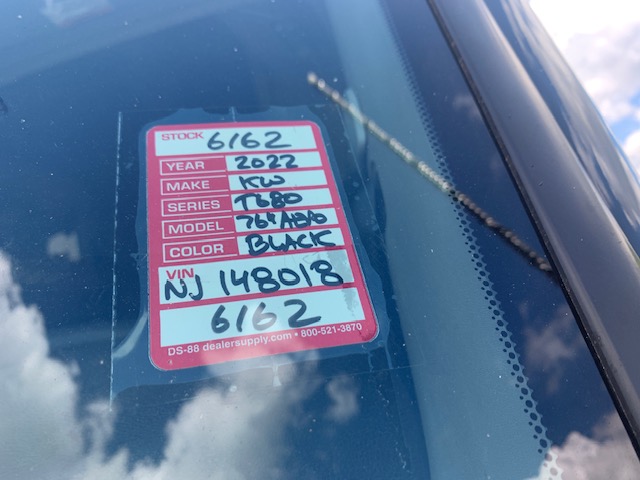 STOCK 6162
YEAR 2022
MAKE KW
SERIES T680
MODEL 76"
COLOR BLACK
VIN NJ 148018
6162
DS-88 dealersupply.com • 800-521-3870